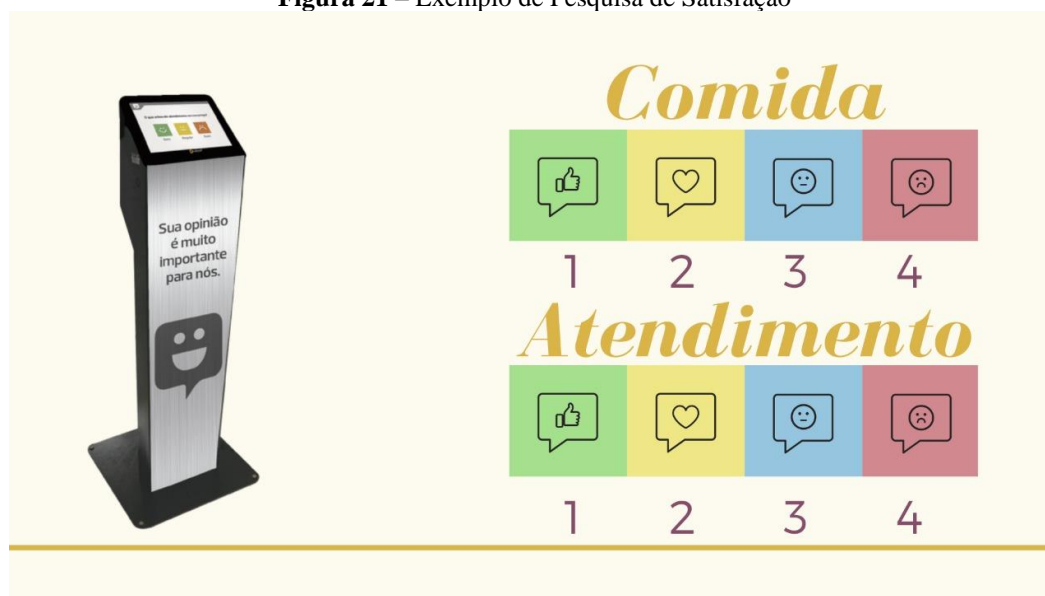 Figura 21 – Exemplo de Pesquisa de Satisfação
Sua opinião
é muito
importante
para nós.
Comida
1 2 3 4
Atendimento
1 2 3 4